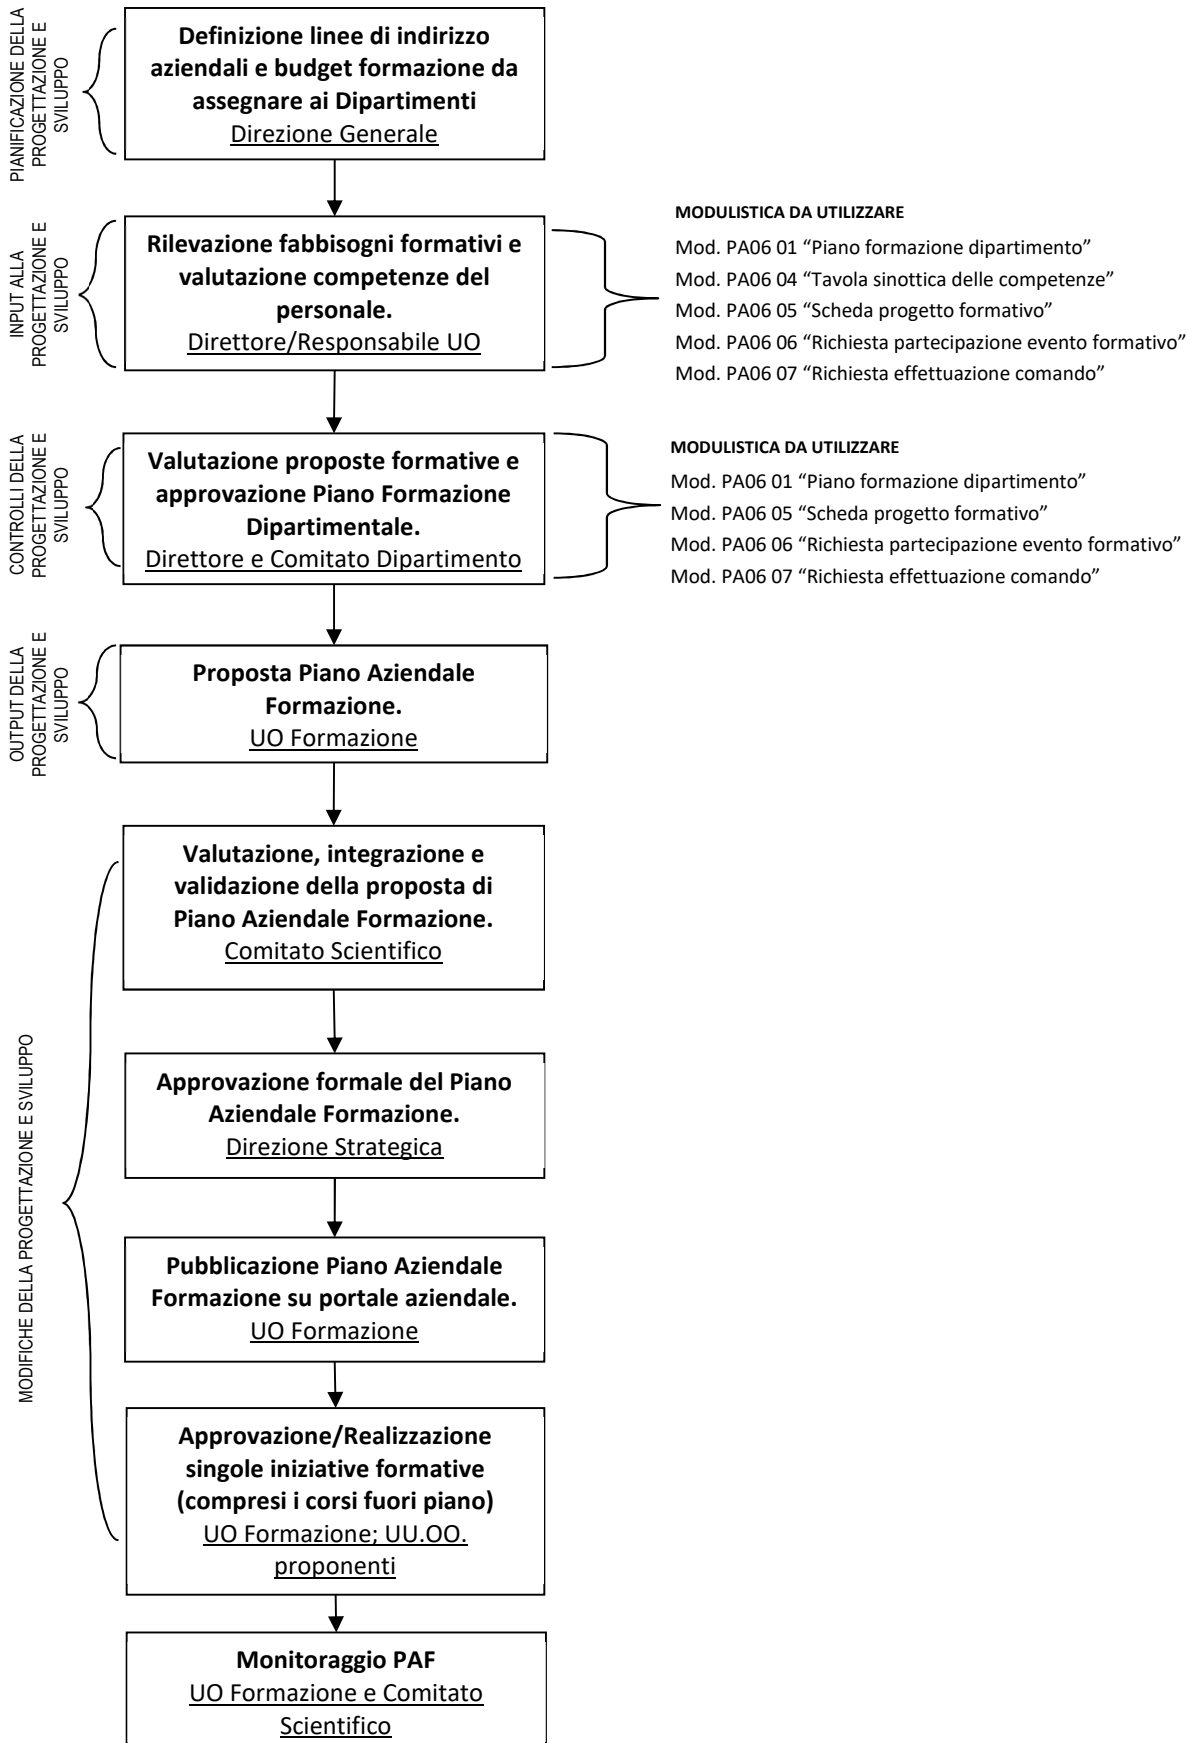 PIANIFICAZIONE DELLA
PROGETTAZIONE E
SVILUPPO
Definizione linee di indirizzo
aziendali e budget formazione da
assegnare ai Dipartimenti
Direzione Generale
INPUT ALLA
PROGETTAZIONE E
SVILUPPO
Rilevazione fabbisogni formativi e
valutazione competenze del
personale.
Direttore/Responsabile UO
MODULISTICA DA UTILIZZARE
Mod. PA06 01 “Piano formazione dipartimento”
Mod. PA06 04 “Tavola sinottica delle competenze”
Mod. PA06 05 “Scheda progetto formativo”
Mod. PA06 06 “Richiesta partecipazione evento formativo”
Mod. PA06 07 “Richiesta effettuazione comando”
CONTROLLI DELLA
PROGETTAZIONE E
SVILUPPO
Valutazione proposte formative e
approvazione Piano Formazione
Dipartimentale.
Direttore e Comitato Dipartimento
MODULISTICA DA UTILIZZARE
Mod. PA06 01 “Piano formazione dipartimento”
Mod. PA06 05 “Scheda progetto formativo”
Mod. PA06 06 “Richiesta partecipazione evento formativo”
Mod. PA06 07 “Richiesta effettuazione comando”
OUTPUT DELLA
PROGETTAZIONE E
SVILUPPO
Proposta Piano Aziendale
Formazione.
UO Formazione
MODIFICHE DELLA PROGETTAZIONE E SVILUPPO
Valutazione, integrazione e
validazione della proposta di
Piano Aziendale Formazione.
Comitato Scientifico
Approvazione formale del Piano
Aziendale Formazione.
Direzione Strategica
Pubblicazione Piano Aziendale
Formazione su portale aziendale.
UO Formazione
Approvazione/Realizzazione
singole iniziative formative
(compresi i corsi fuori piano)
UO Formazione; UU.OO.
proponenti
Monitoraggio PAF
UO Formazione e Comitato
Scientifico